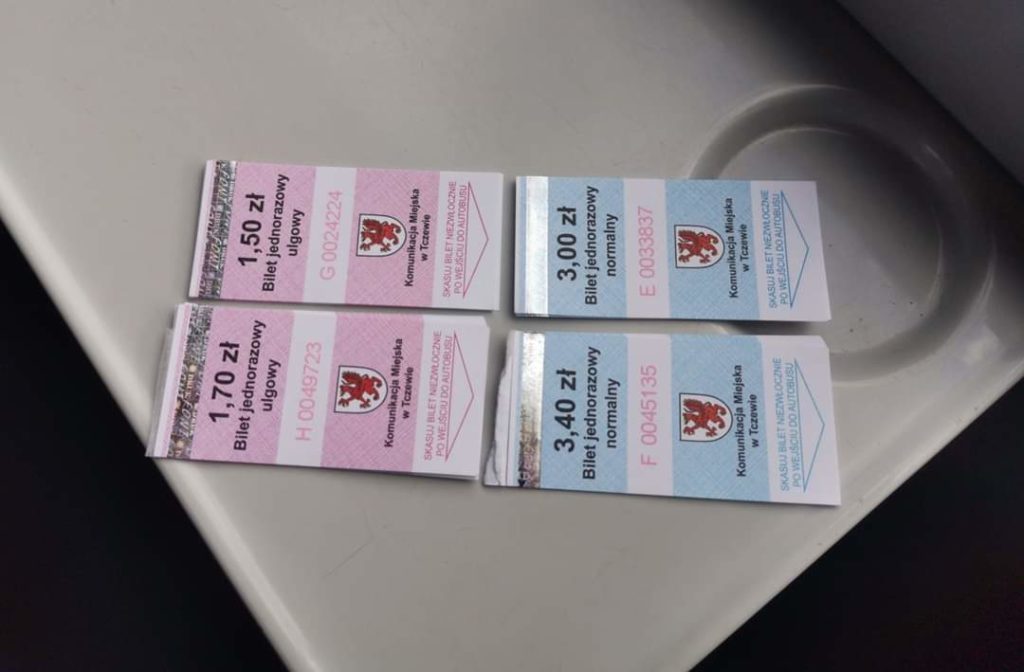 1,50 zł
Bilet jednorazowy
ulgowy
G 0024224
Komunikacja Miejska
w Tczewie
SKASUJ BILET NIEZWŁOCZNIE
PO WEJŚCIU DO AUTOBUSU
3,00 zł
Bilet jednorazowy
normalny
E 0033837
Komunikacja Miejska
w Tczewie
SKASUJ BILET NIEZWŁOCZNIE
PO WEJŚCIU DO AUTOBUSU
1,70 zł
Bilet jednorazowy
ulgowy
H 0049723
Komunikacja Miejska
w Tczewie
SKASUJ BILET NIEZWŁOCZNIE
PO WEJŚCIU DO AUTOBUSU
3,40 zł
Bilet jednorazowy
normalny
F 0045135
Komunikacja Miejska
w Tczewie
SKASUJ BILET NIEZWŁOCZNIE
PO WEJŚCIU DO AUTOBUSU